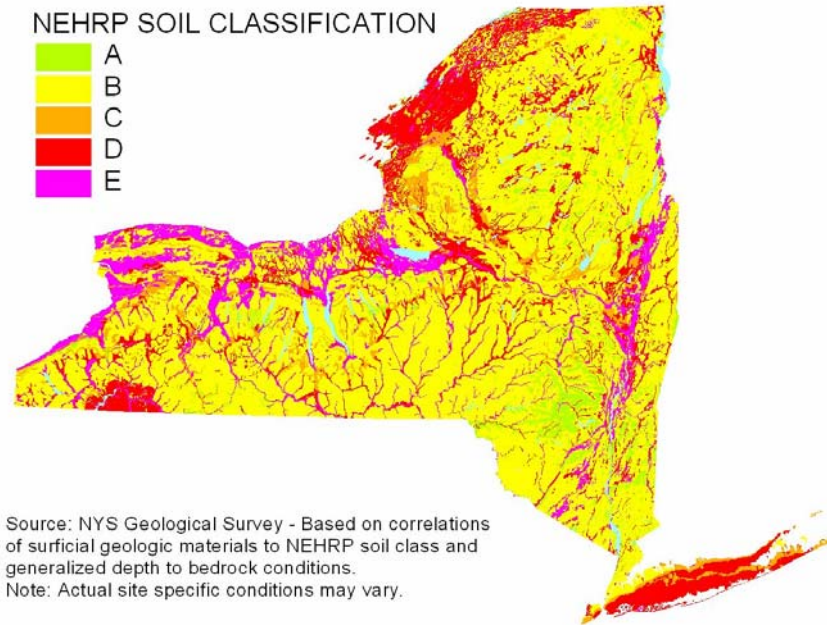 NEHRP SOIL CLASSIFICATION
A
B
C
D
E
Source: NYS Geological Survey - Based on correlations
of surficial geologic materials to NEHRP soil class and
generalized depth to bedrock conditions.
Note: Actual site specific conditions may vary.